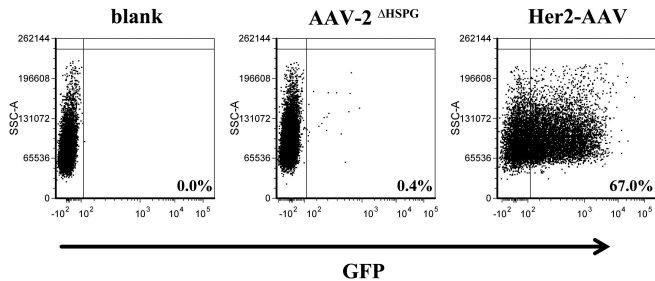 blank
262144
196608
131072
65536
0
SSC-A
0.0%
-10² 10² 10³ 10⁴ 10⁵
AAV-2 ΔHSPG
262144
196608
131072
65536
0
SSC-A
0.4%
-10² 10² 10³ 10⁴ 10⁵
Her2-AAV
262144
196608
131072
65536
0
SSC-A
67.0%
-10² 10² 10³ 10⁴ 10⁵
GFP